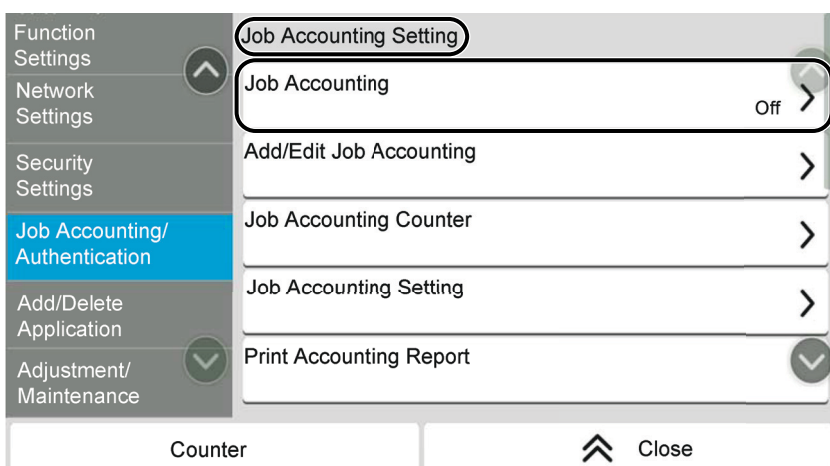 Function
Settings
Network
Settings
Security
Settings
Job Accounting/
Authentication
Add/Delete
Application
Adjustment/
Maintenance
Job Accounting Setting
Job Accounting
Off
Add/Edit Job Accounting
Job Accounting Counter
Job Accounting Setting
Print Accounting Report
Counter
Close